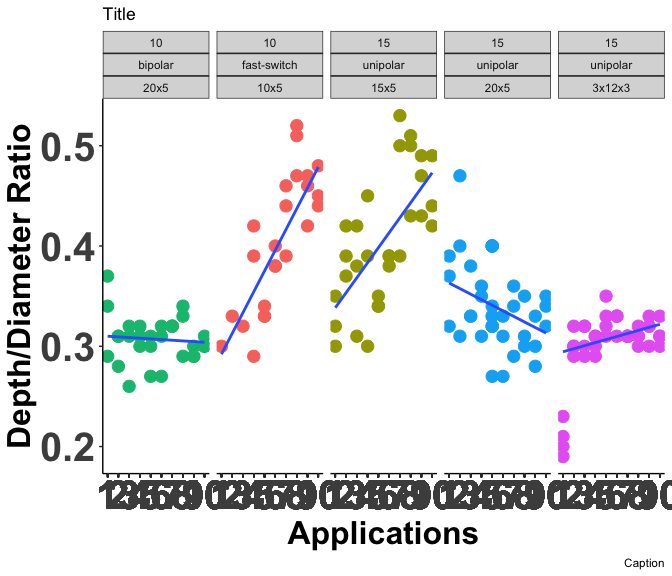 Title
10 10 15 15 15
bipolar fast-switch unipolar unipolar unipolar
20x5 10x5 15x5 20x5 3x12x3
Depth/Diameter Ratio
0.5
0.4
0.3
0.2
Applications
Caption